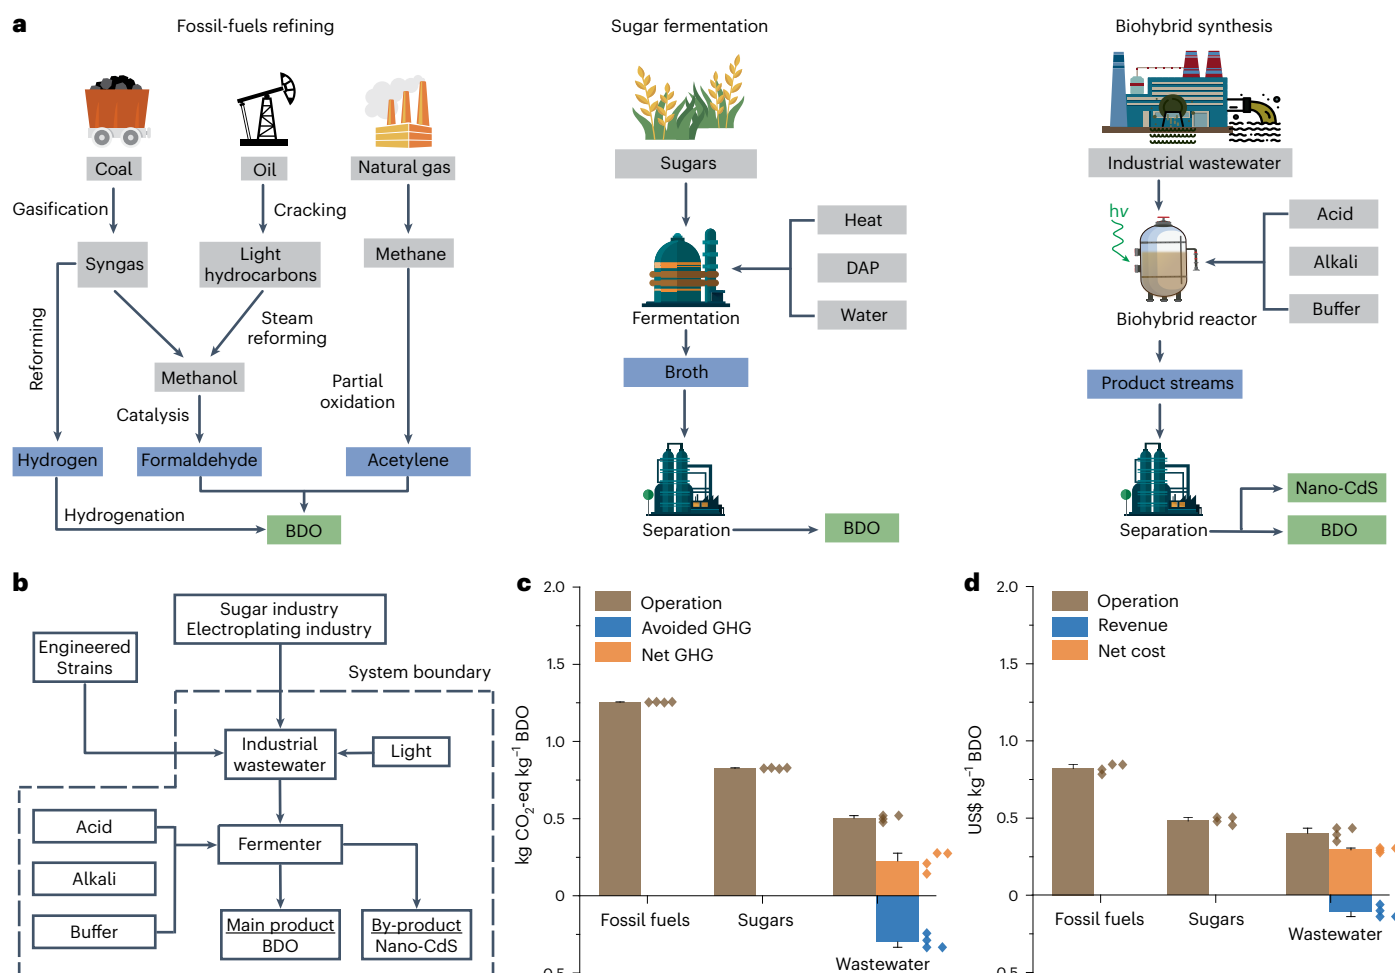 a
Fossil-fuels refining
Sugar fermentation
Biohybrid synthesis
Coal
Oil
Natural gas
Sugars
Industrial wastewater
Gasification
Cracking
hv
Heat
Acid
Syngas
Light
hydrocarbons
Methane
DAP
Alkali
Water
Buffer
Reforming
Steam
reforming
Fermentation
Biohybrid reactor
Methanol
Broth
Product streams
Catalysis
Partial
oxidation
Hydrogen
Formaldehyde
Acetylene
Hydrogenation
BDO
Separation
BDO
Separation
Nano-CdS
BDO
b
Sugar industry
Electroplating industry
Engineered
Strains
System boundary
Industrial
wastewater
Light
Acid
Alkali
Buffer
Fermenter
Main product
BDO
By-product
Nano-CdS
c
2.0
1.5
1.0
0.5
0
0.5
kg CO₂-eq kg⁻¹ BDO
Operation
Avoided GHG
Net GHG
Fossil fuels
Sugars
Wastewater
d
2.0
1.5
1.0
0.5
0
0.5
US$ kg⁻¹ BDO
Operation
Revenue
Net cost
Fossil fuels
Sugars
Wastewater